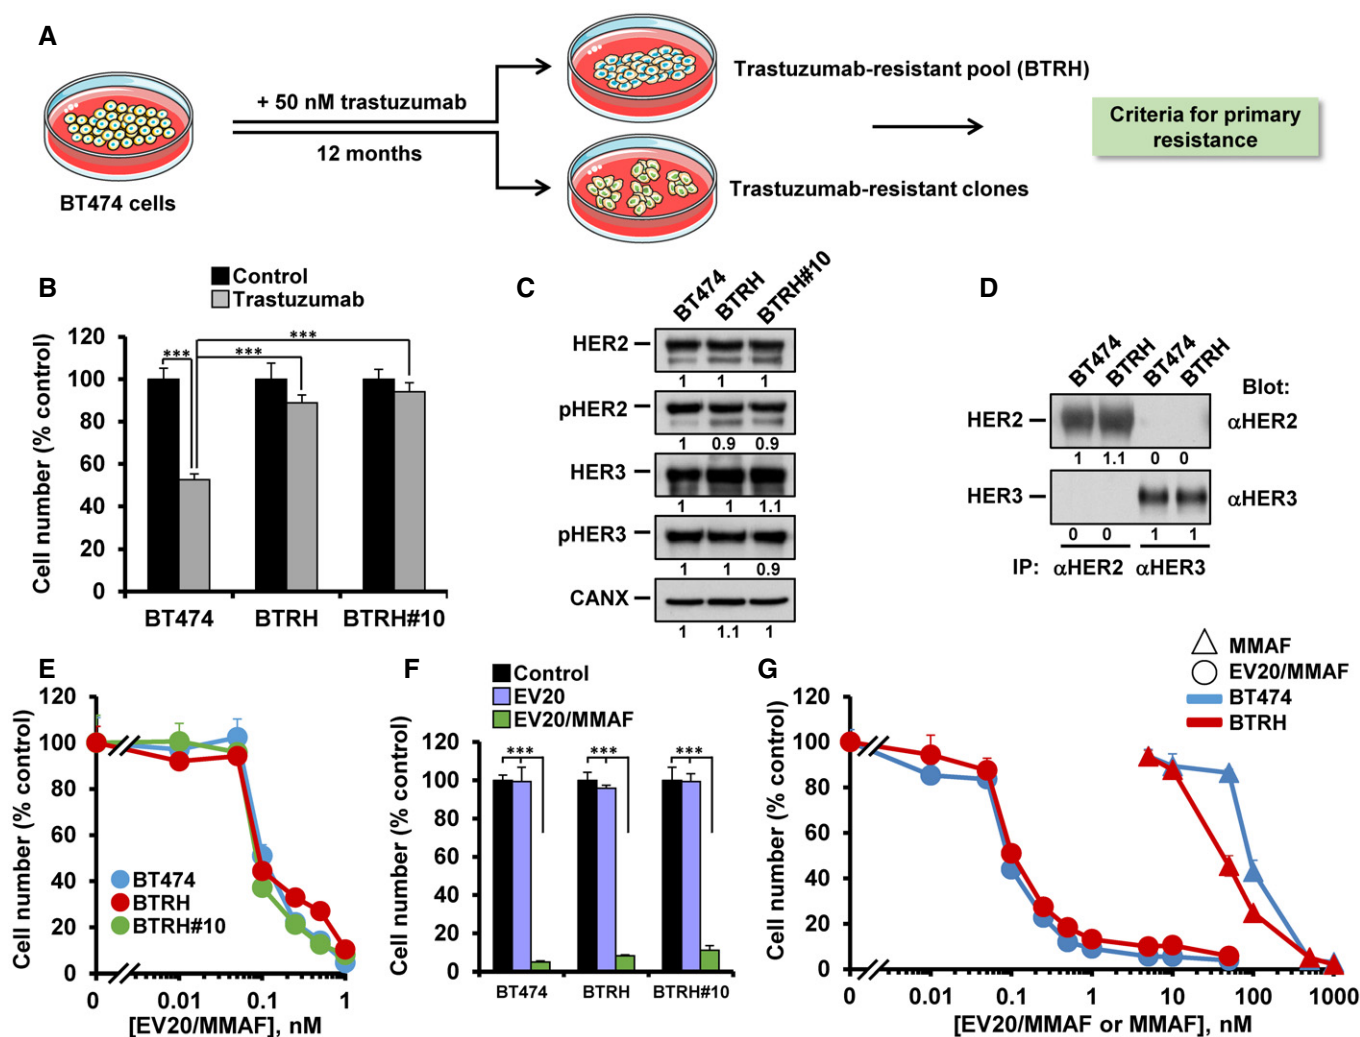 A
BT474 cells
+ 50 nM trastuzumab
12 months
Trastuzumab-resistant pool (BTRH)
Trastuzumab-resistant clones
Criteria for primary
resistance
B
Control
Trastuzumab
Cell number (% control)
120
100
80
60
40
20
0
***
***
***
BT474
BTRH
BTRH#10
C
BT474
BTRH
BTRH#10
HER2
1 1 1
pHER2
1 0.9 0.9
HER3
1 1 1.1
pHER3
1 1 0.9
CANX
1 1.1 1
D
BT474
BTRH
BT474
BTRH
Blot:
HER2
αHER2
1 1.1 0 0
HER3
αHER3
0 0 1 1
IP: αHER2 αHER3
E
Cell number (% control)
120
100
80
60
40
20
0
BT474
BTRH
BTRH#10
0 0.01 0.1 1
[EV20/MMAF], nM
F
Control
EV20
EV20/MMAF
Cell number (% control)
120
100
80
60
40
20
0
*** *** ***
BT474 BTRH BTRH#10
G
MMAF
EV20/MMAF
BT474
BTRH
Cell number (% control)
120
100
80
60
40
20
0
0 0.01 0.1 1 10 100 1000
[EV20/MMAF or MMAF], nM